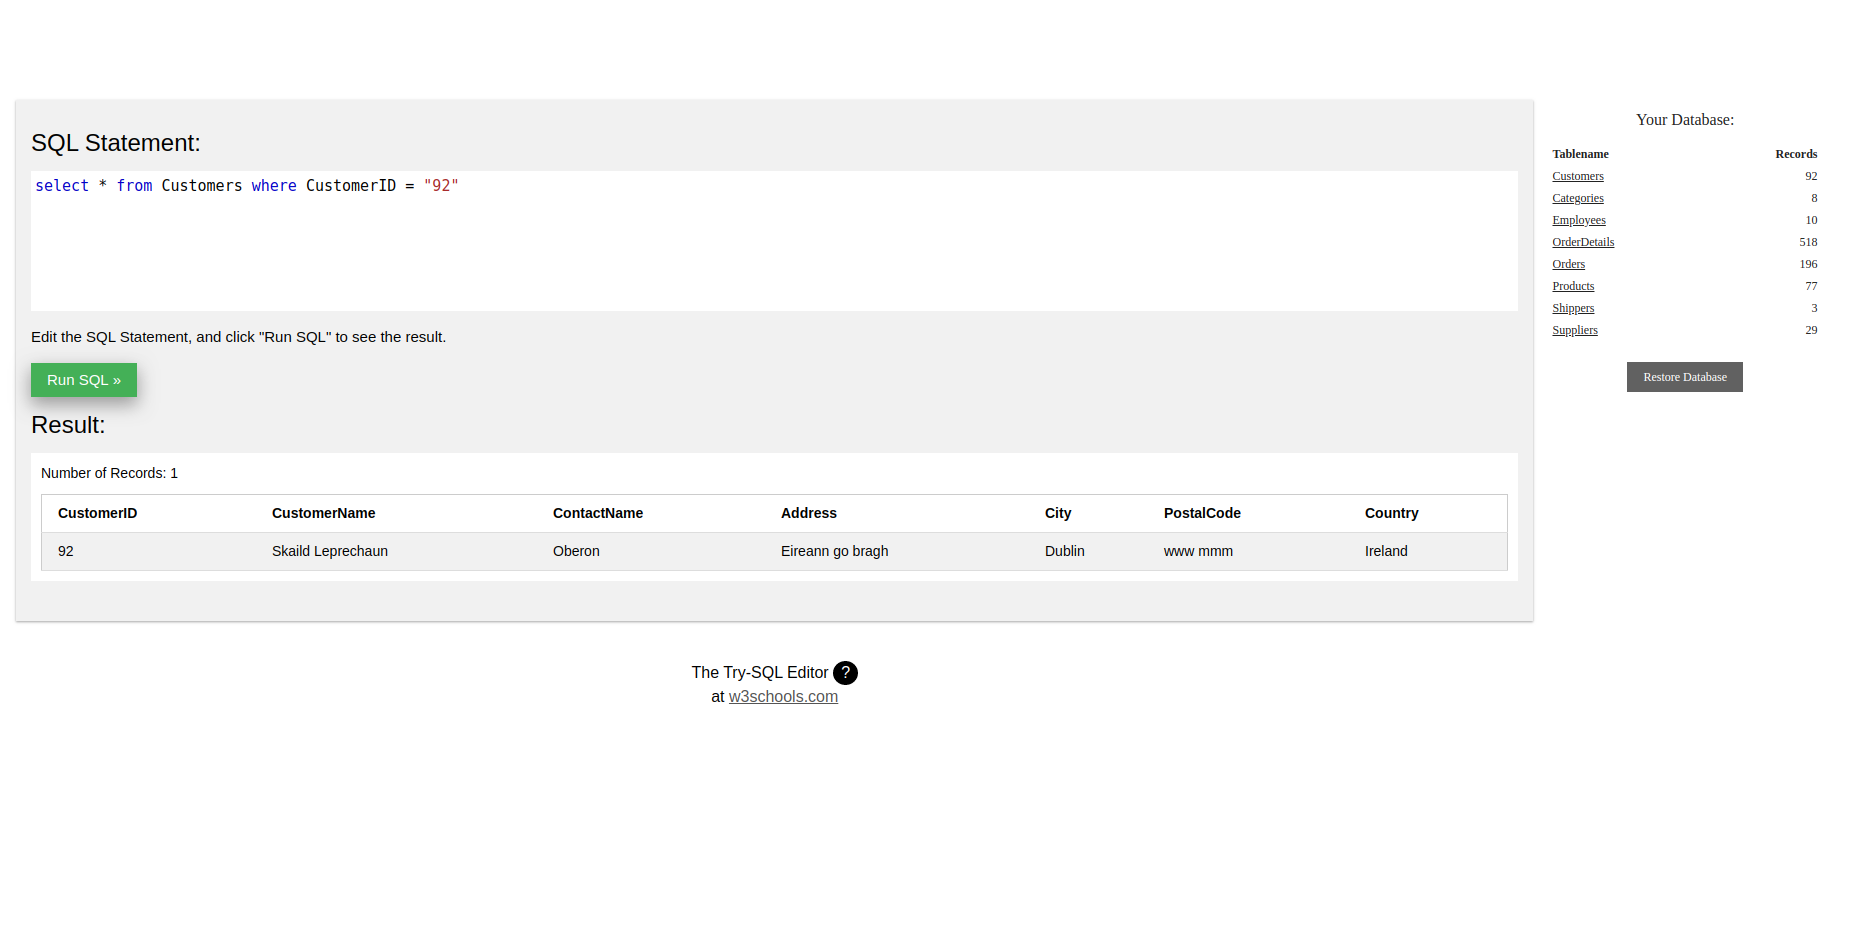 SQL Statement:
select * from Customers where CustomerID = "92"
Edit the SQL Statement, and click "Run SQL" to see the result.
Run SQL »
Result:
Number of Records: 1
CustomerID CustomerName ContactName Address City PostalCode Country
92 Skaild Leprechaun Oberon Eireann go bragh Dublin www mmm Ireland
The Try-SQL Editor ?
at w3schools.com
Your Database:
Tablename Records
Customers 92
Categories 8
Employees 10
OrderDetails 518
Orders 196
Products 77
Shippers 3
Suppliers 29
Restore Database